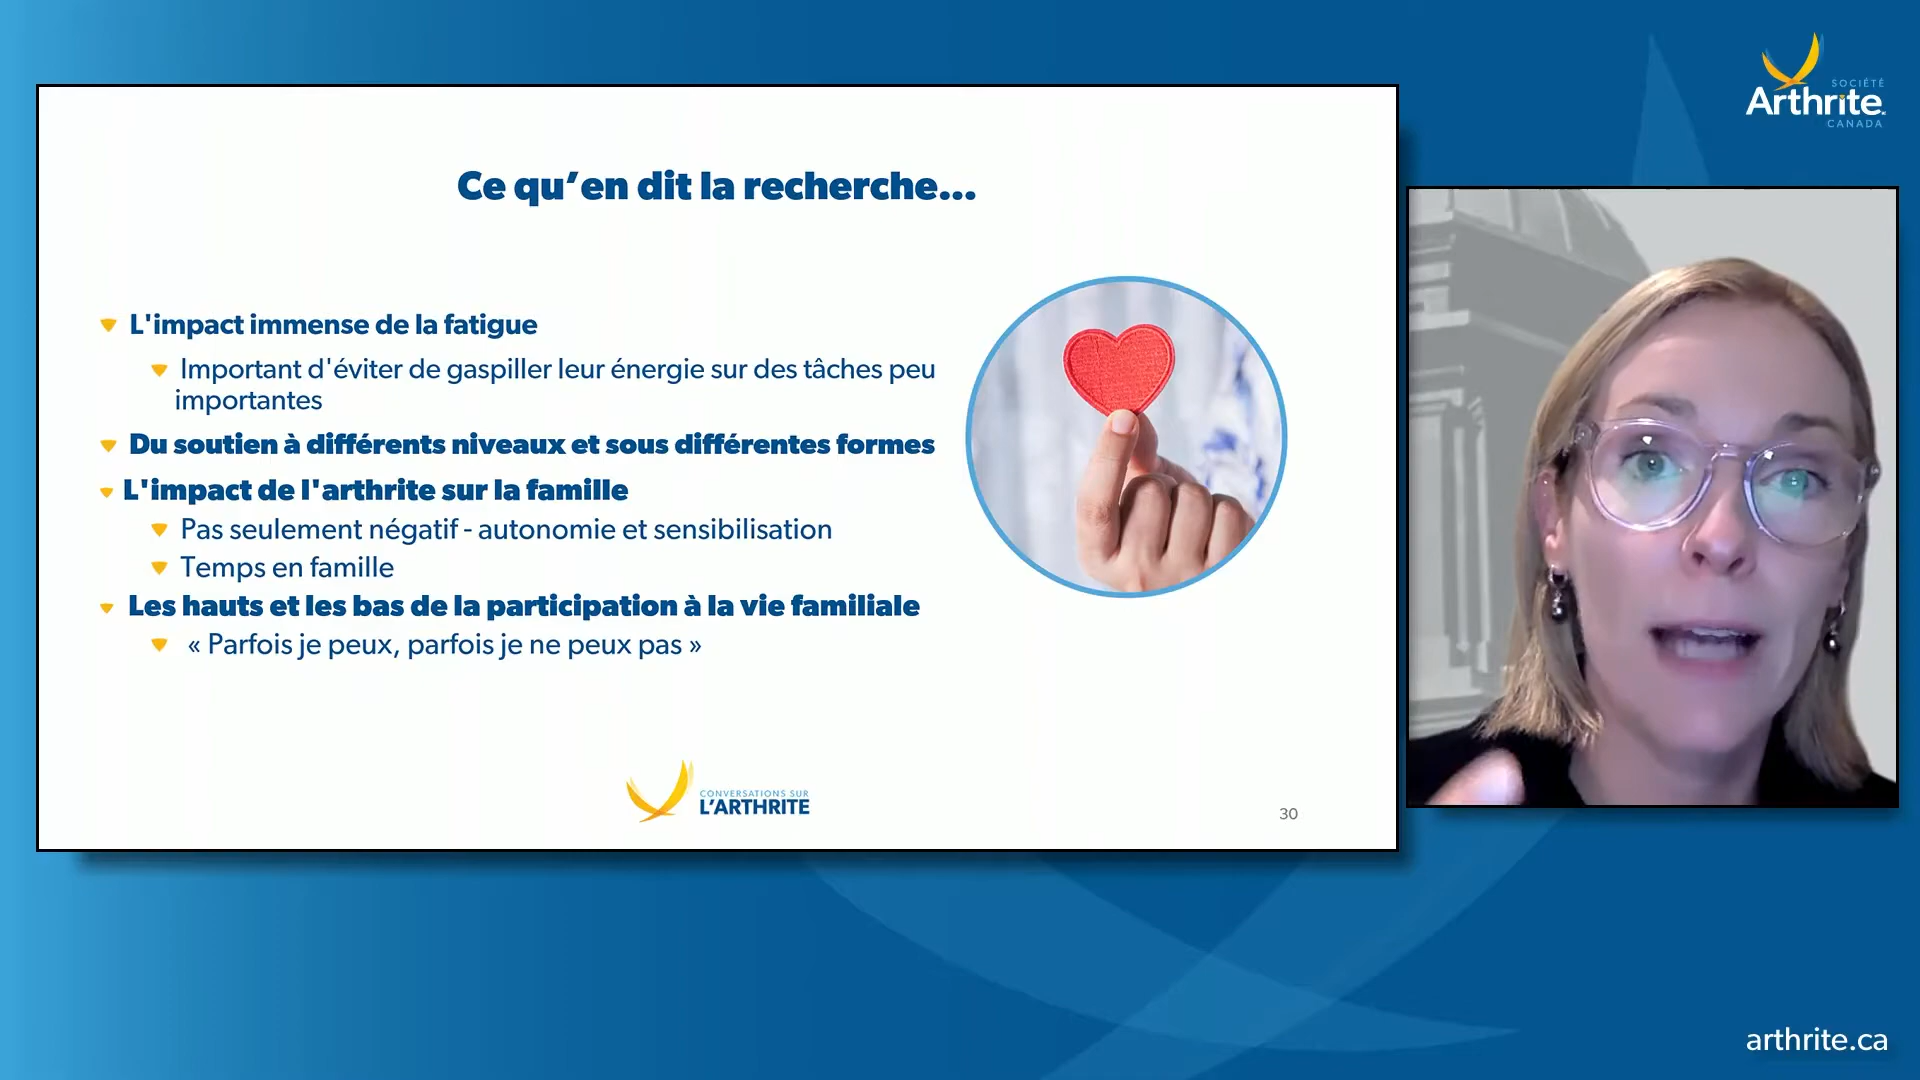 SOCIÉTÉ
Arthrite
CANADA
Ce qu'en dit la recherche...
L'impact immense de la fatigue
Important d'éviter de gaspiller leur énergie sur des tâches peu
importantes
Du soutien à différents niveaux et sous différentes formes
L'impact de l'arthrite sur la famille
Pas seulement négatif - autonomie et sensibilisation
Temps en famille
Les hauts et les bas de la participation à la vie familiale
« Parfois je peux, parfois je ne peux pas »
CONVERSATIONS SUR
L'ARTHRITE
30
arthrite.ca